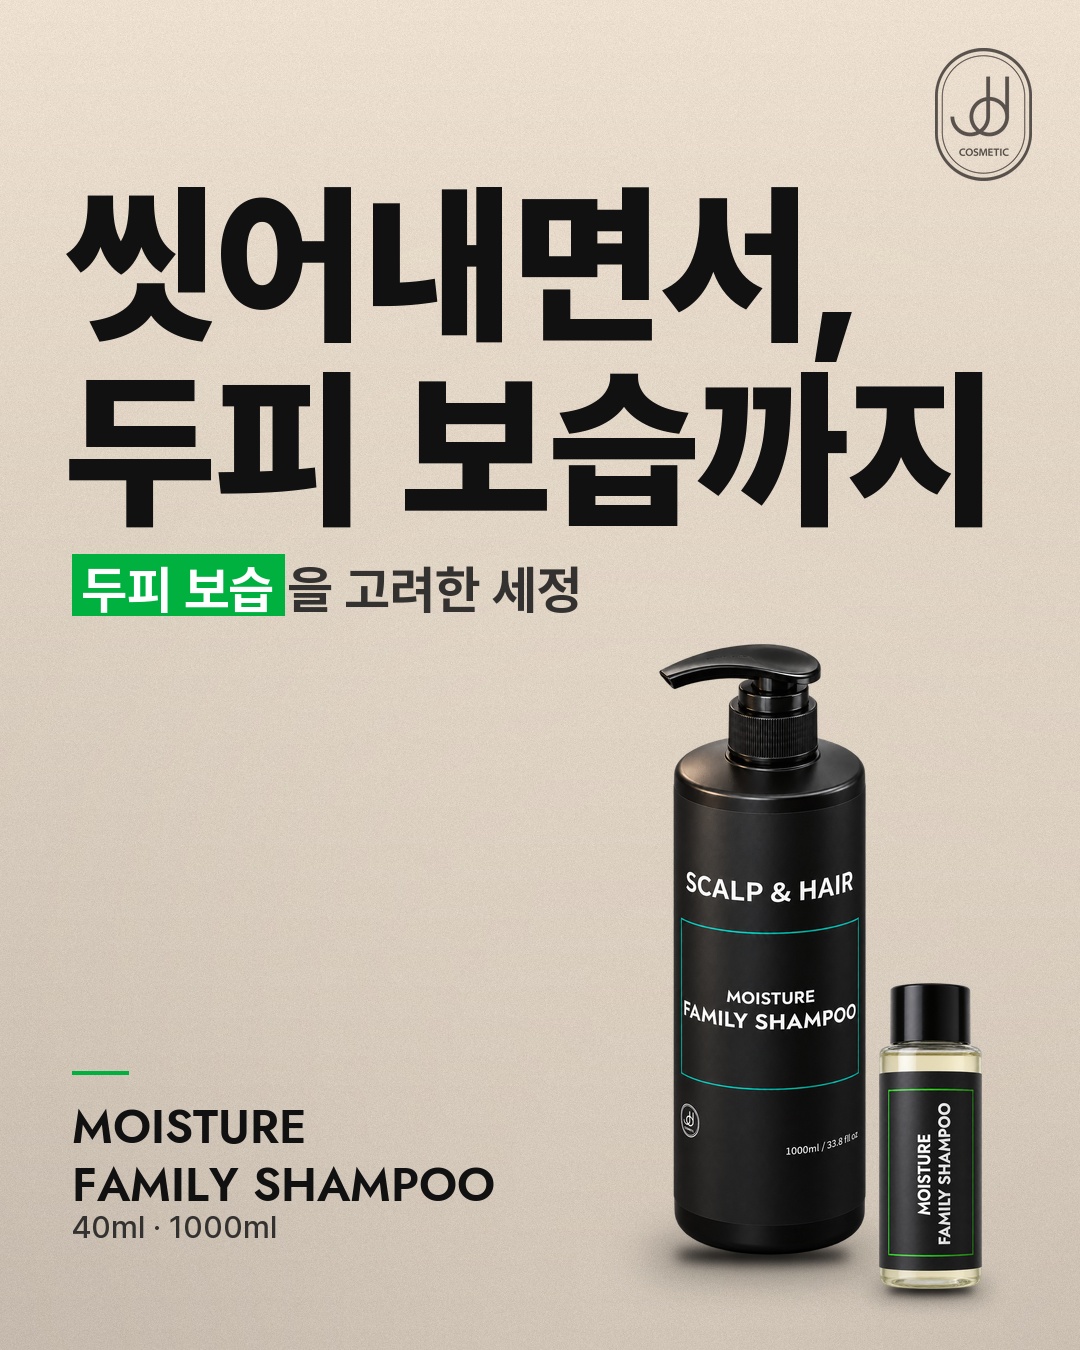 JJ
COSMETIC
씻어내면서,
두피 보습까지
두피 보습을 고려한 세정
SCALP & HAIR
MOISTURE
FAMILY SHAMPOO
1000ml / 33.8 fl oz
MOISTURE
FAMILY SHAMPOO
MOISTURE
FAMILY SHAMPOO
40ml · 1000ml